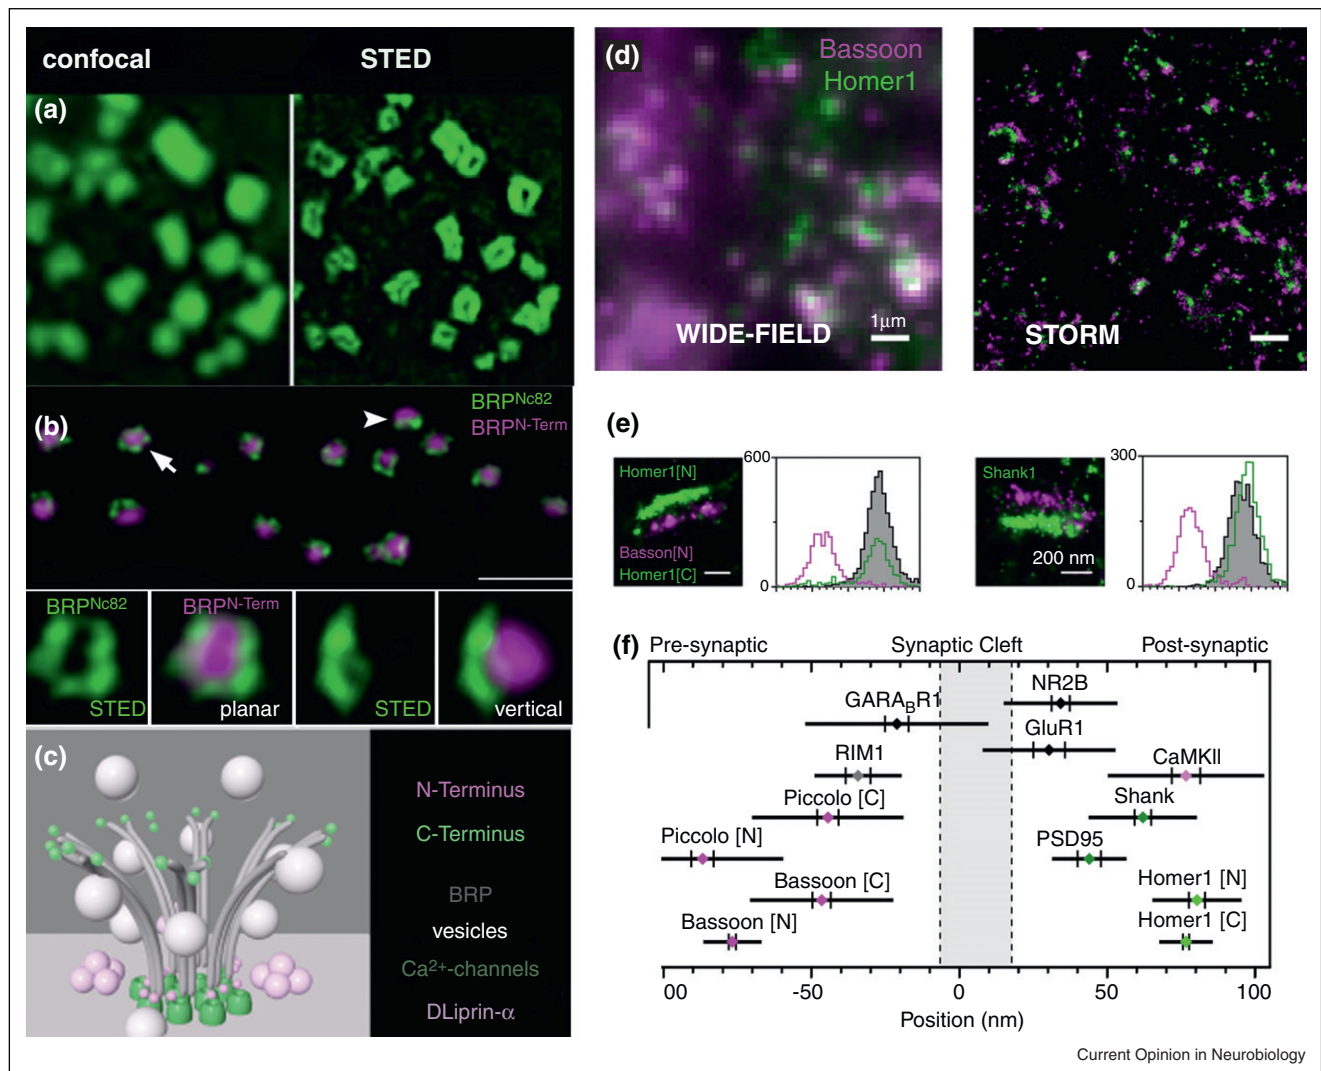 confocal
STED
(a)
(b)
BRPNc82
BRPN-Term
BRPNc82
STED
BRPN-Term
planar
STED
vertical
(c)
N-Terminus
C-Terminus
BRP
vesicles
Ca2+-channels
DLiprin-α
(d)
Bassoon
Homer1
WIDE-FIELD
1μm
STORM
(e)
Homer1[N]
Basson[N]
Homer1[C]
600
0
Shank1
200 nm
300
0
(f)
Pre-synaptic
Synaptic Cleft
Post-synaptic
NR2B
GARABR1
GluR1
RIM1
CaMKII
Piccolo [C]
Shank
Piccolo [N]
PSD95
Bassoon [C]
Homer1 [N]
Bassoon [N]
Homer1 [C]
00 -50 0 50 100
Position (nm)
Current Opinion in Neurobiology